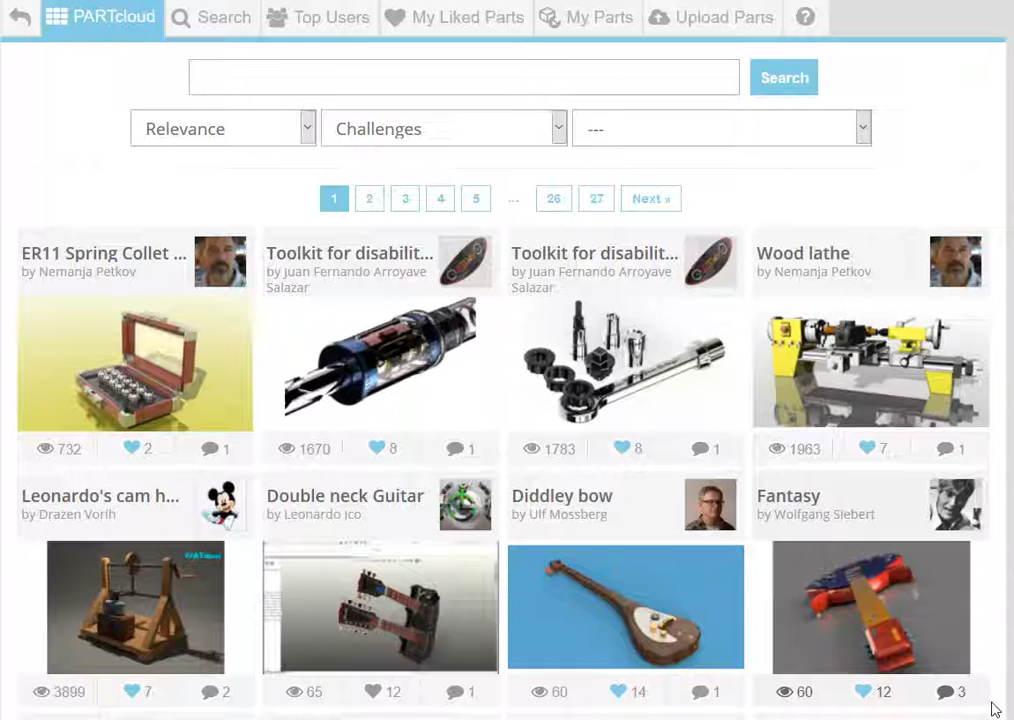 PARTcloud Search Top Users My Liked Parts My Parts Upload Parts ?
Search
Relevance Challenges ---
1 2 3 4 5 ... 26 27 Next »
ER11 Spring Collet ...
by Nemanja Petkov
Toolkit for disabilit...
by juan Fernando Arroyave
Salazar
Toolkit for disabilit...
by juan Fernando Arroyave
Salazar
Wood lathe
by Nemanja Petkov
732 2 1
1670 8 1
1783 8 1
1963 7 1
Leonardo's cam h...
by Drazen Vorih
Double neck Guitar
by Leonardo Ico
Diddley bow
by Ulf Mossberg
Fantasy
by Wolfgang Siebert
PARTcloud
3899 7 2
65 12 1
60 14 1
60 12 3